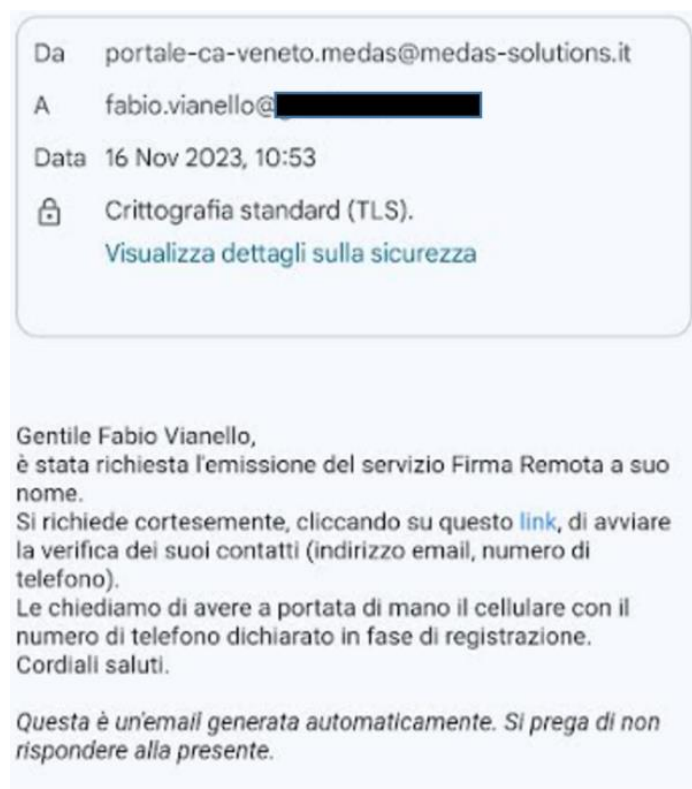 Da portale-ca-veneto.medas@medas-solutions.it
A fabio.vianello@
Data 16 Nov 2023, 10:53
Crittografia standard (TLS).
Visualizza dettagli sulla sicurezza
Gentile Fabio Vianello,
è stata richiesta l'emissione del servizio Firma Remota a suo
nome.
Si richiede cortesemente, cliccando su questo link, di avviare
la verifica dei suoi contatti (indirizzo email, numero di
telefono).
Le chiediamo di avere a portata di mano il cellulare con il
numero di telefono dichiarato in fase di registrazione.
Cordiali saluti.
Questa è un'email generata automaticamente. Si prega di non
rispondere alla presente.